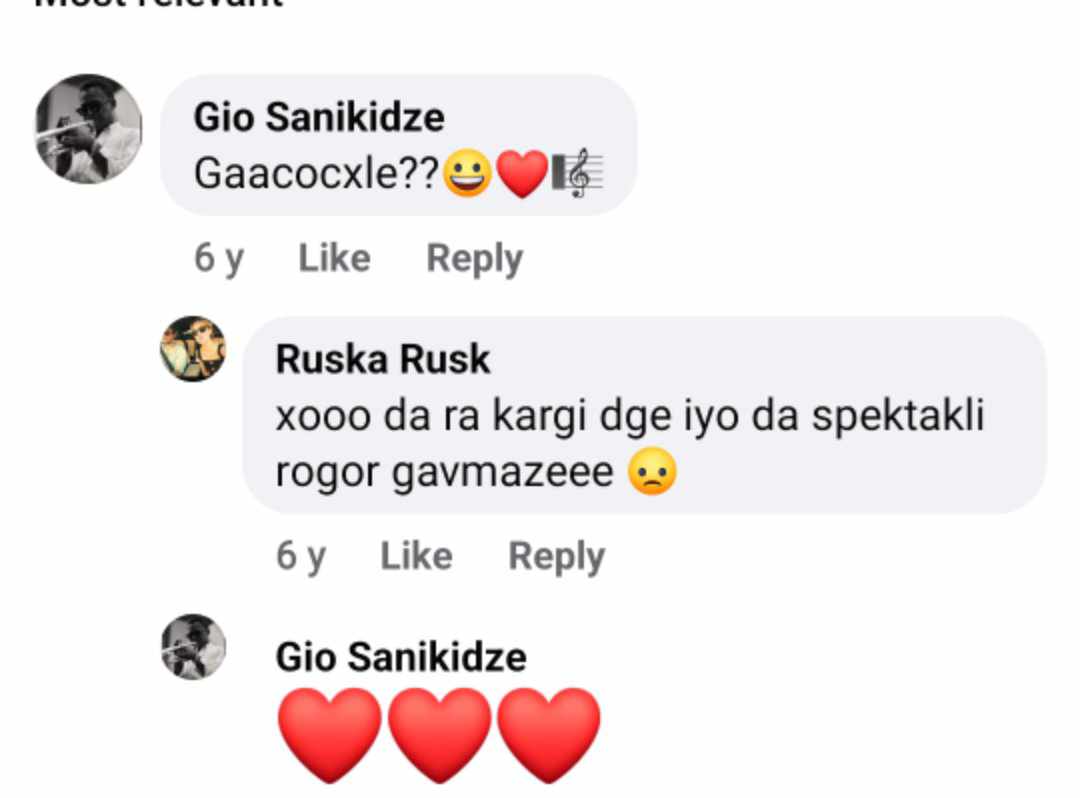 Most relevant
Gio Sanikidze
Gaacocxle??😀❤️🎼
6 y Like Reply
Ruska Rusk
xooo da ra kargi dge iyo da spektakli
rogor gavmazeee 😞
6 y Like Reply
Gio Sanikidze
❤️❤️❤️